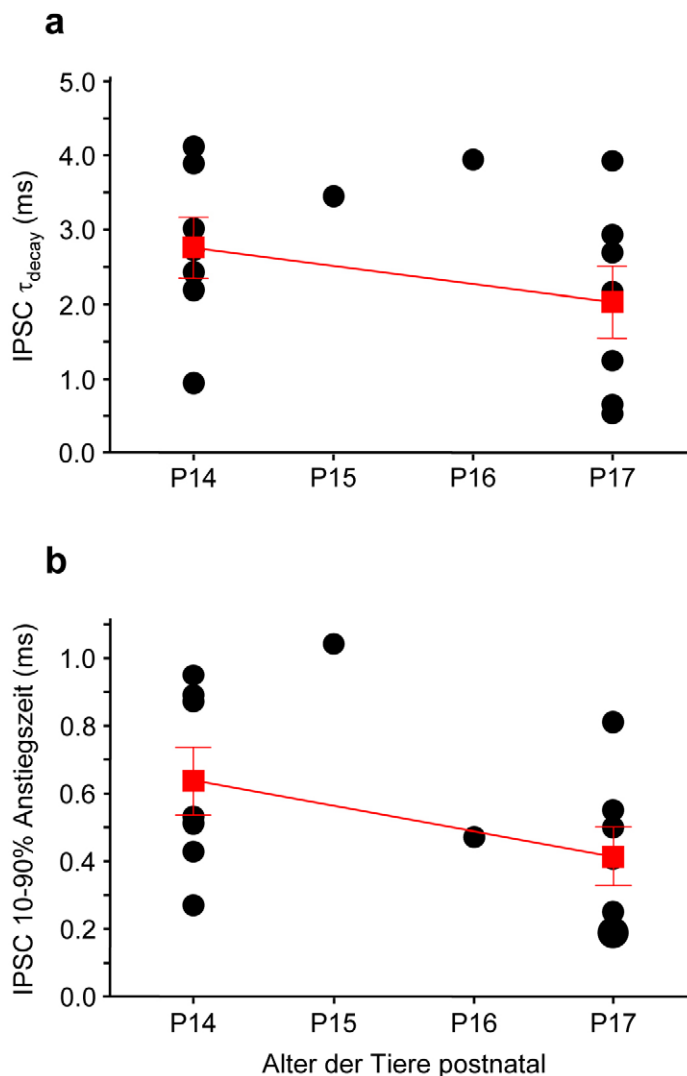 a
IPSC τdecay (ms)
5.0
4.0
3.0
2.0
1.0
0.0
P14 P15 P16 P17
b
IPSC 10-90% Anstiegszeit (ms)
1.0
0.8
0.6
0.4
0.2
0.0
P14 P15 P16 P17
Alter der Tiere postnatal